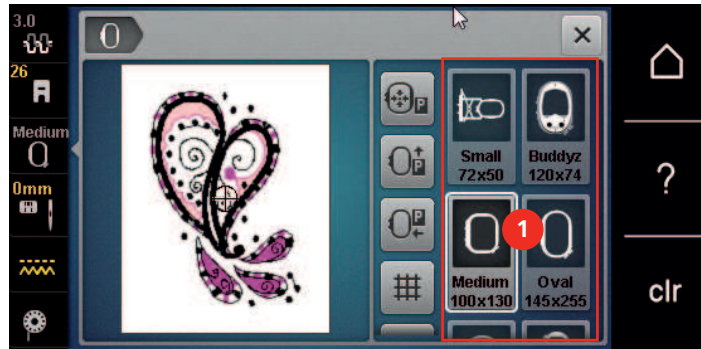 3.0
26
Medium
0mm
P
P
P
Small
72x50
Buddyz
120x74
1
Medium
100x130
Oval
145x255
?
clr